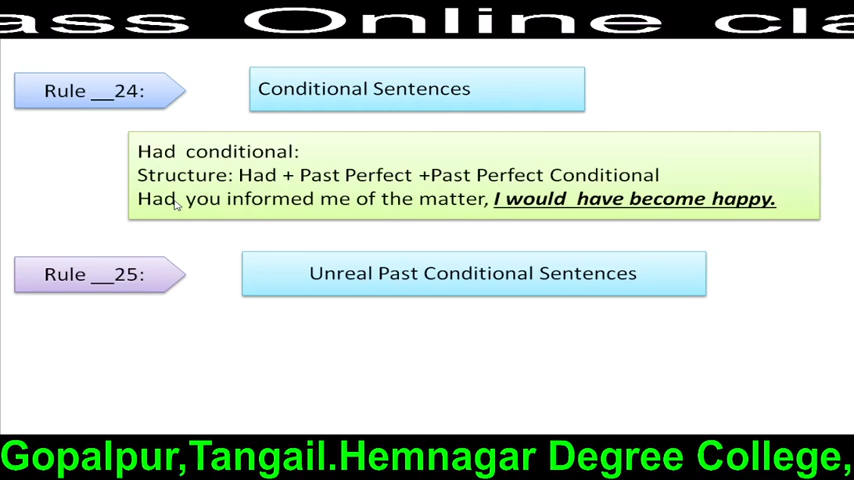 ass Online cla
Rule __24:
Conditional Sentences
Had conditional:
Structure: Had + Past Perfect +Past Perfect Conditional
Had you informed me of the matter, I would have become happy.
Rule __25:
Unreal Past Conditional Sentences
Gopalpur,Tangail.Hemnagar Degree College,